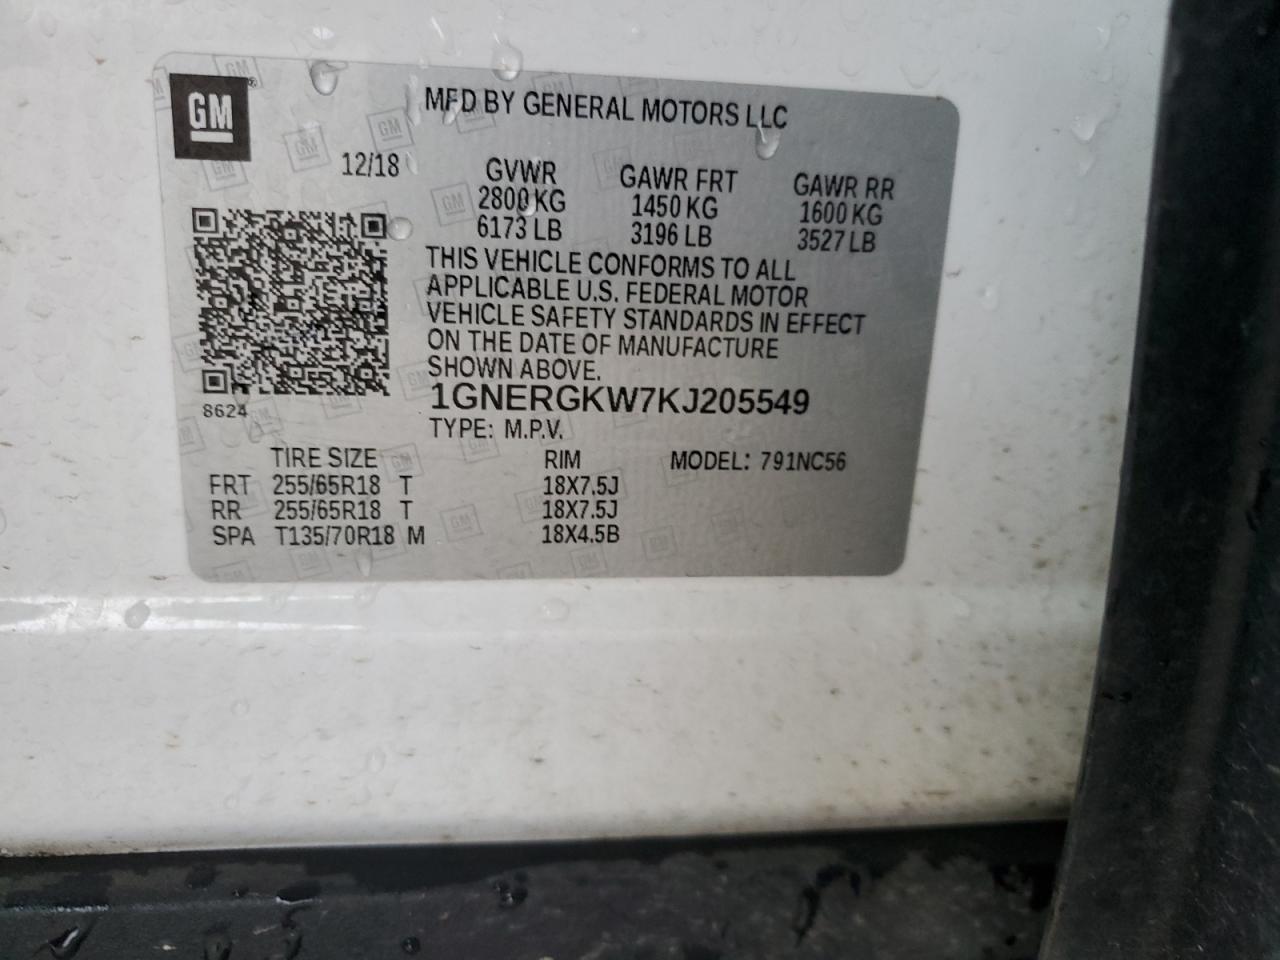 GM
MFD BY GENERAL MOTORS LLC
12/18
GVWR GAWR FRT GAWR RR
2800 KG 1450 KG 1600 KG
6173 LB 3196 LB 3527 LB
THIS VEHICLE CONFORMS TO ALL
APPLICABLE U.S. FEDERAL MOTOR
VEHICLE SAFETY STANDARDS IN EFFECT
ON THE DATE OF MANUFACTURE
SHOWN ABOVE.
1GNERGKW7KJ205549
8624
TYPE: M.P.V.
TIRE SIZE RIM MODEL: 791NC56
FRT 255/65R18 T 18X7.5J
RR 255/65R18 T 18X7.5J
SPA T135/70R18 M 18X4.5B